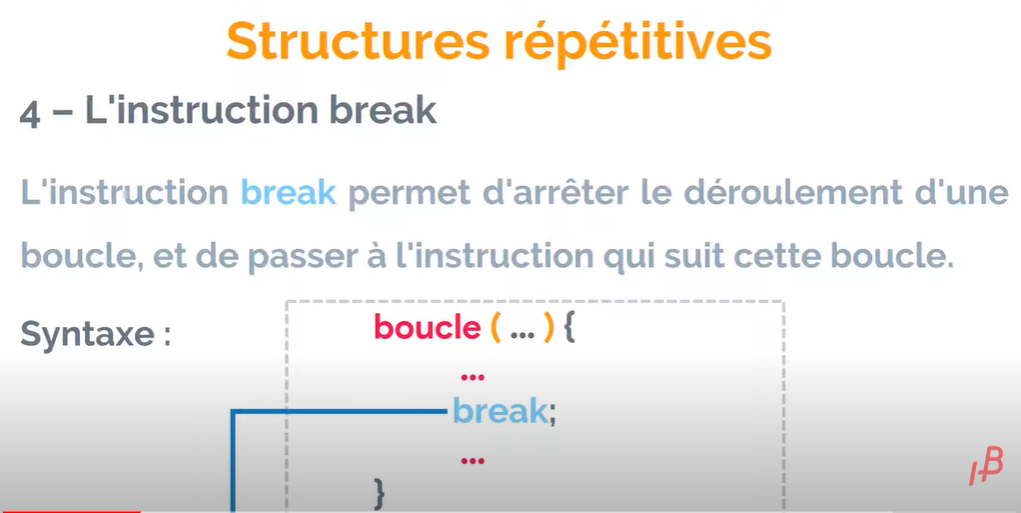 Structures répétitives
4 – L'instruction break
L'instruction break permet d'arrêter le déroulement d'une
boucle, et de passer à l'instruction qui suit cette boucle.
Syntaxe :
boucle ( ... ) {
...
break;
...
}